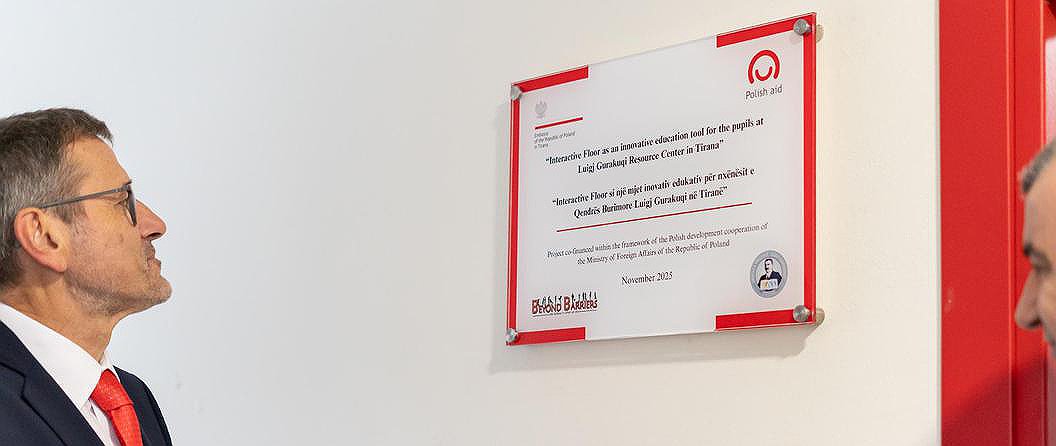 Polish aid
Embassy
of the Republic of Poland
in Tirana
“Interactive Floor as an innovative education tool for the pupils at
Luigj Gurakuqi Resource Center in Tirana”
“Interactive Floor si një mjet inovativ edukativ për nxënësit e
Qendrës Burimore Luigj Gurakuqi në Tiranë”
Project co-financed within the framework of the Polish development cooperation of
the Ministry of Foreign Affairs of the Republic of Poland
November 2025
BEYOND BARRIERS